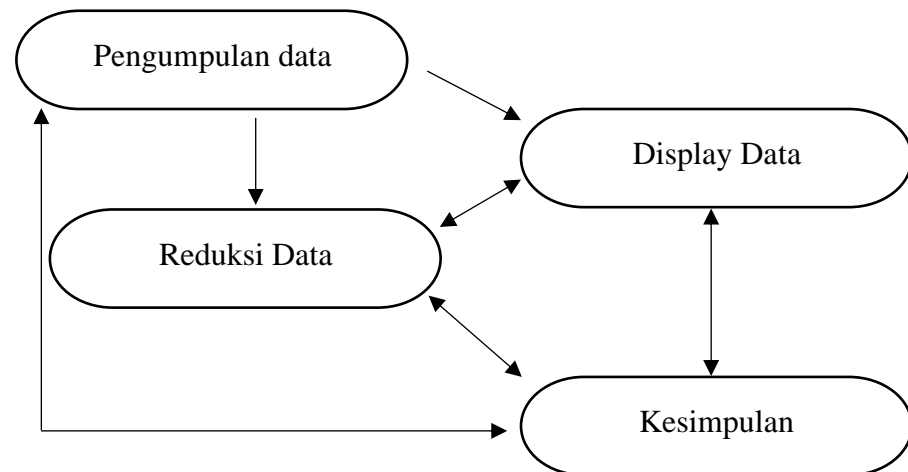 Pengumpulan data
Display Data
Reduksi Data
Kesimpulan